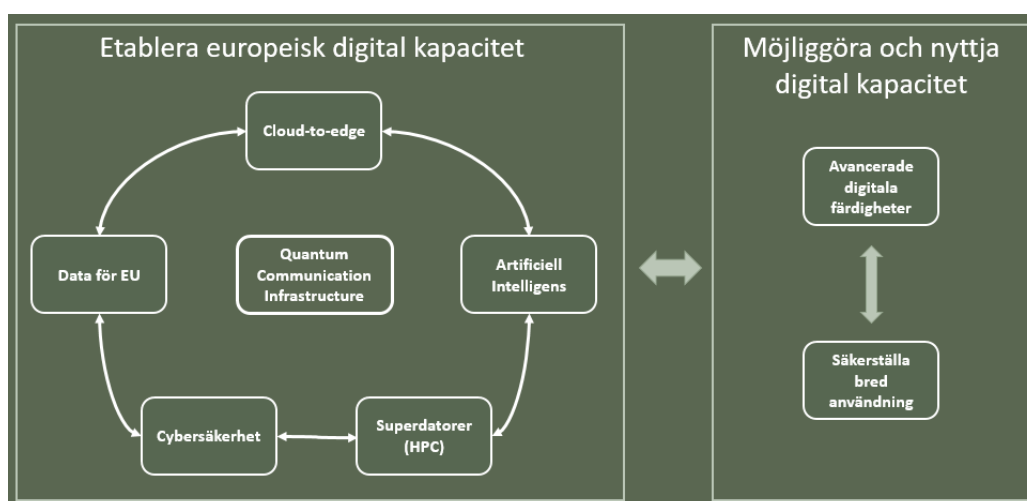 Etablera europeisk digital kapacitet
Cloud-to-edge
Data för EU
Quantum
Communication
Infrastructure
Artificiell
Intelligens
Cybersäkerhet
Superdatorer
(HPC)
Möjliggöra och nyttja
digital kapacitet
Avancerade
digitala
färdigheter
Säkerställa
bred
användning